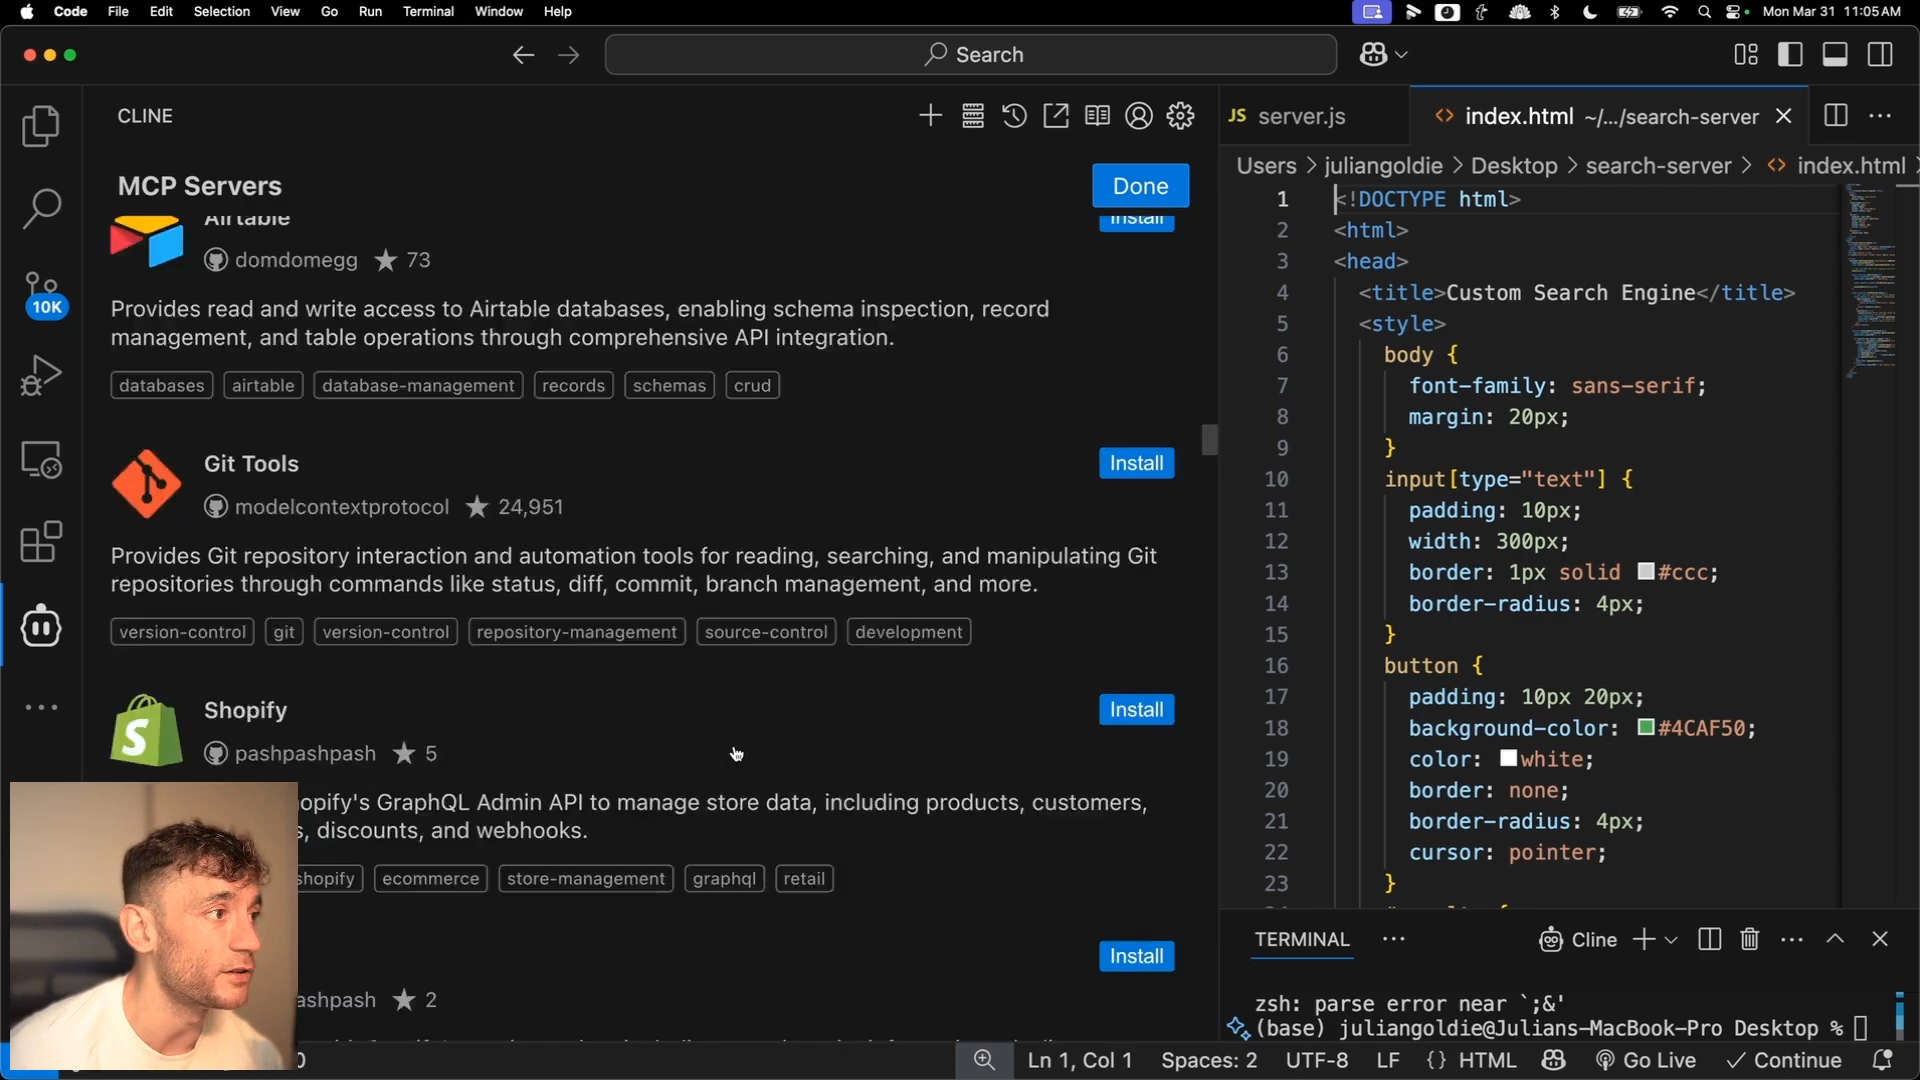 Code File Edit Selection View Go Run Terminal Window Help
Mon Mar 31 11:05 AM
Search
CLINE
MCP Servers
Done
Airtable
Install
domdomegg 73
Provides read and write access to Airtable databases, enabling schema inspection, record
management, and table operations through comprehensive API integration.
databases airtable database-management records schemas crud
10K
Git Tools
Install
modelcontextprotocol 24,951
Provides Git repository interaction and automation tools for reading, searching, and manipulating Git
repositories through commands like status, diff, commit, branch management, and more.
version-control git version-control repository-management source-control development
Shopify
Install
pashpashpash 5
opify's GraphQL Admin API to manage store data, including products, customers,
s, discounts, and webhooks.
shopify ecommerce store-management graphql retail
Install
ashpash 2
JS server.js
index.html ~/.../search-server
Users > juliangoldie > Desktop > search-server > index.html
1 <!DOCTYPE html>
2 <html>
3 <head>
4 <title>Custom Search Engine</title>
5 <style>
6 body {
7 font-family: sans-serif;
8 margin: 20px;
9 }
10 input[type="text"] {
11 padding: 10px;
12 width: 300px;
13 border: 1px solid #ccc;
14 border-radius: 4px;
15 }
16 button {
17 padding: 10px 20px;
18 background-color: #4CAF50;
19 color: white;
20 border: none;
21 border-radius: 4px;
22 cursor: pointer;
23 }
TERMINAL
Cline
zsh: parse error near `;&'
(base) juliangoldie@Julians-MacBook-Pro Desktop %
0
Ln 1, Col 1 Spaces: 2 UTF-8 LF {} HTML Go Live Continue